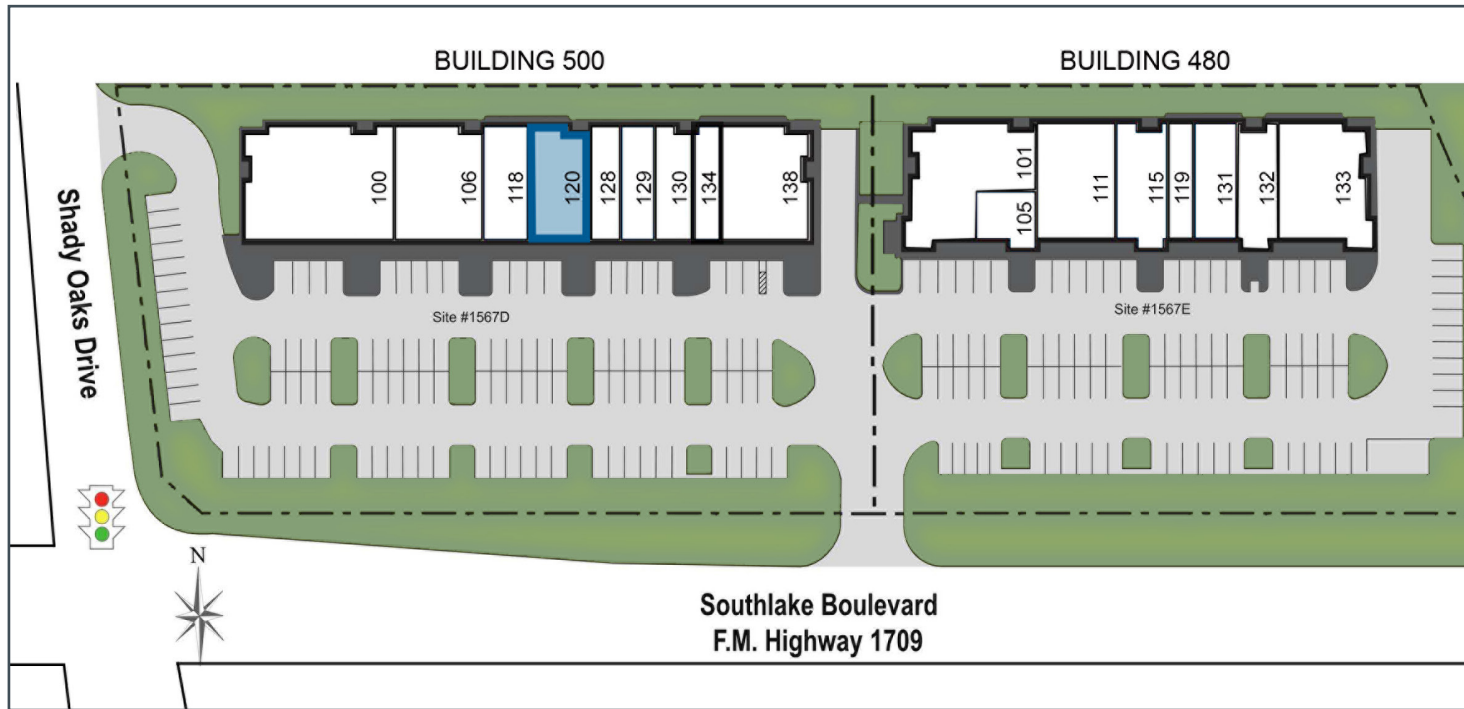 BUILDING 500
BUILDING 480
100
106
118
120
128
129
130
134
138
101
105
111
115
119
131
132
133
Site #1567D
Site #1567E
Shady Oaks Drive
N
Southlake Boulevard
F.M. Highway 1709